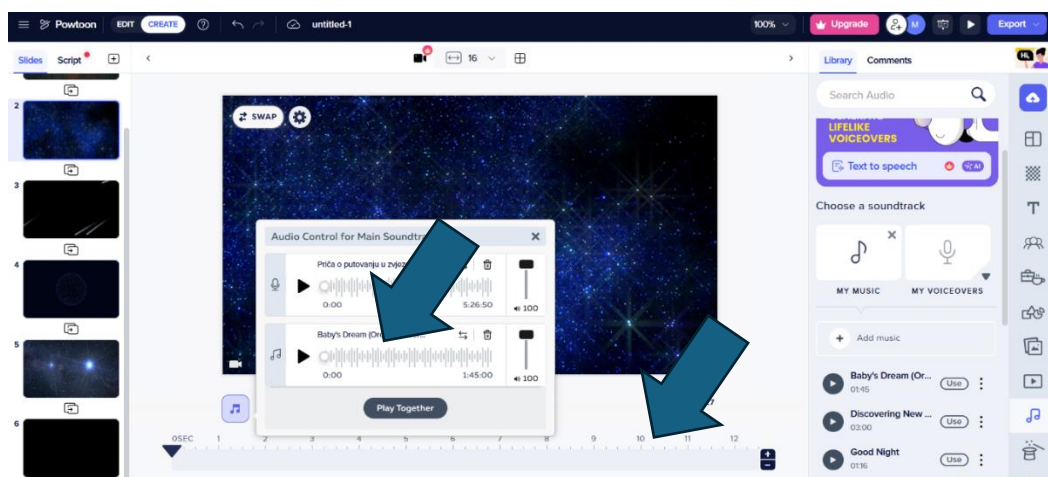 Powtoon EDIT CREATE untitled-1 100% Upgrade M Export
Slides Script
16
Library Comments
Hi,
2
3
4
5
6
SWAP
Audio Control for Main Soundtra
Priča o putovanju u
0:00 5:26:50
100
Baby's Dream
0:00 1:45:00
100
Play Together
0SEC 1 2 3 4 5 6 7 8 9 10 11 12
Search Audio
LIFELIKE
VOICEOVERS
Text to speech AI
Choose a soundtrack
MY MUSIC MY VOICEOVERS
Add music
Baby's Dream (Or... Use
01:45
Discovering New ... Use
03:00
Good Night Use
01:16